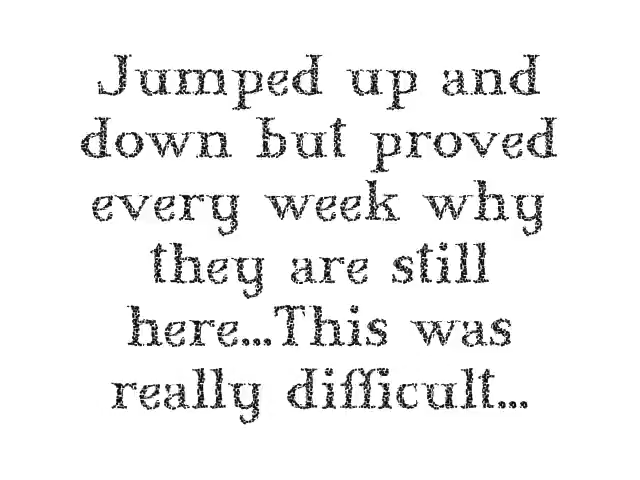 Jumped up and
down but proved
every week why
they are still
here...This was
really difficult...